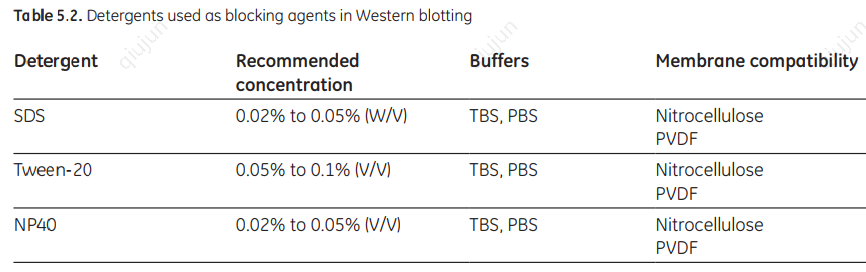 Table 5.2. Detergents used as blocking agents in Western blotting
Detergent Recommended concentration Buffers Membrane compatibility
SDS 0.02% to 0.05% (W/V) TBS, PBS Nitrocellulose
PVDF
Tween-20 0.05% to 0.1% (V/V) TBS, PBS Nitrocellulose
PVDF
NP40 0.02% to 0.05% (V/V) TBS, PBS Nitrocellulose
PVDF
qiujun
qiujun
qiujun